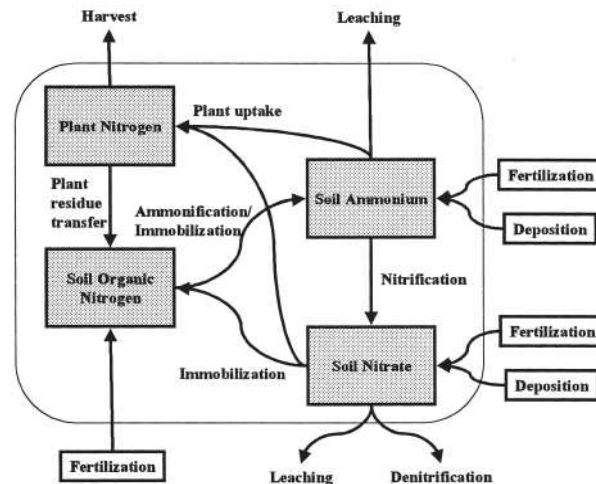 Harvest
Leaching
Plant uptake
Plant Nitrogen
Fertilization
Plant
residue
transfer
Ammonification/
Immobilization
Soil Ammonium
Deposition
Soil Organic
Nitrogen
Nitrification
Fertilization
Immobilization
Soil Nitrate
Deposition
Fertilization
Leaching
Denitrification